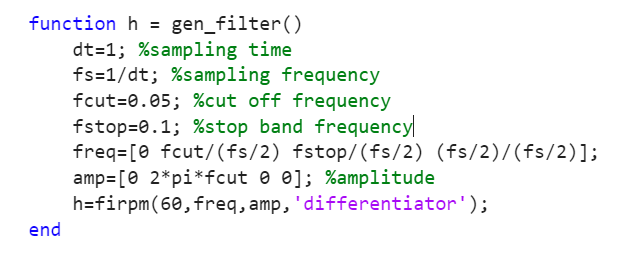 function h = gen_filter()
dt=1; %sampling time
fs=1/dt; %sampling frequency
fcut=0.05; %cut off frequency
fstop=0.1; %stop band frequency
freq=[0 fcut/(fs/2) fstop/(fs/2) (fs/2)/(fs/2)];
amp=[0 2*pi*fcut 0 0]; %amplitude
h=firpm(60,freq,amp,'differentiator');
end